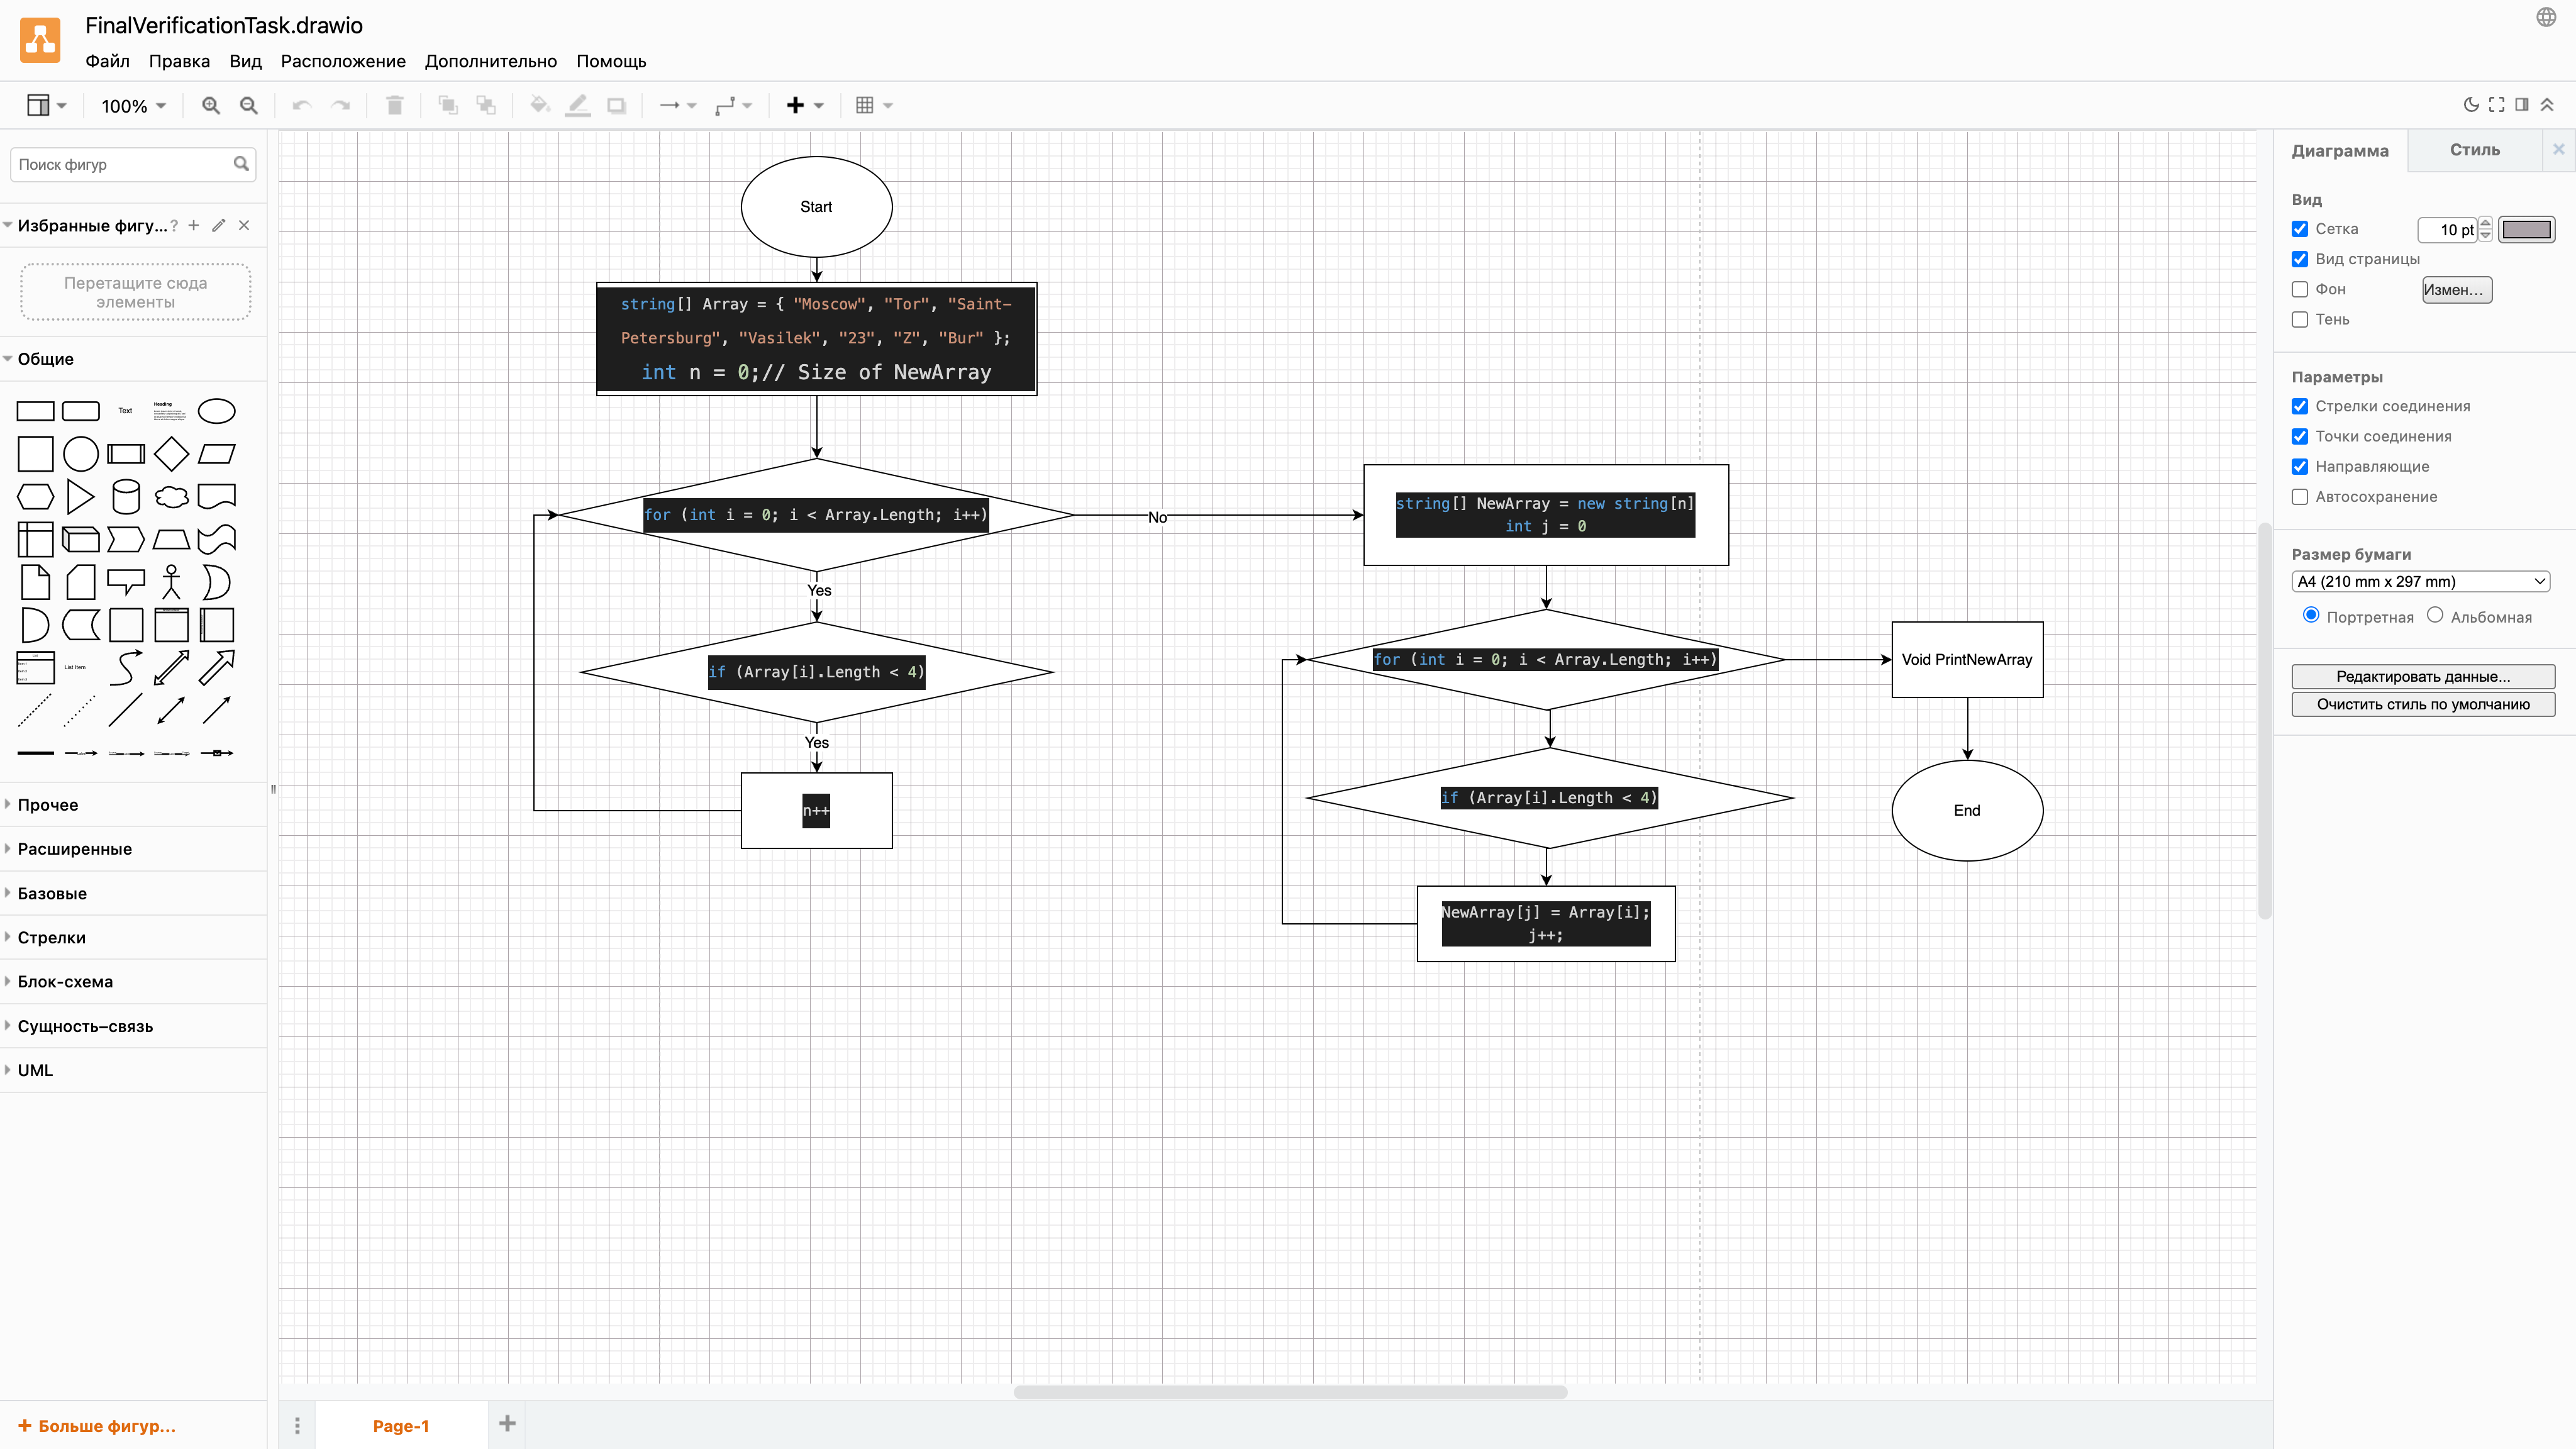 FinalVerificationTask.drawio
Файл Правка Вид Расположение Дополнительно Помощь
100%
Поиск фигур
Избранные фигу... ?
Перетащите сюда
элементы
Общие
Text
Heading
List Item
Прочее
Расширенные
Базовые
Стрелки
Блок-схема
Сущность–связь
UML
+ Больше фигур...
Start
string[] Array = { "Moscow", "Tor", "Saint-
Petersburg", "Vasilek", "23", "Z", "Bur" };
int n = 0;// Size of NewArray
for (int i = 0; i < Array.Length; i++)
No
Yes
if (Array[i].Length < 4)
Yes
n++
string[] NewArray = new string[n]
int j = 0
for (int i = 0; i < Array.Length; i++)
if (Array[i].Length < 4)
NewArray[j] = Array[i];
j++;
Void PrintNewArray
End
Page-1
Диаграмма
Стиль
Вид
Сетка
10 pt
Вид страницы
Фон
Измен...
Тень
Параметры
Стрелки соединения
Точки соединения
Направляющие
Автосохранение
Размер бумаги
A4 (210 mm x 297 mm)
Портретная
Альбомная
Редактировать данные...
Очистить стиль по умолчанию